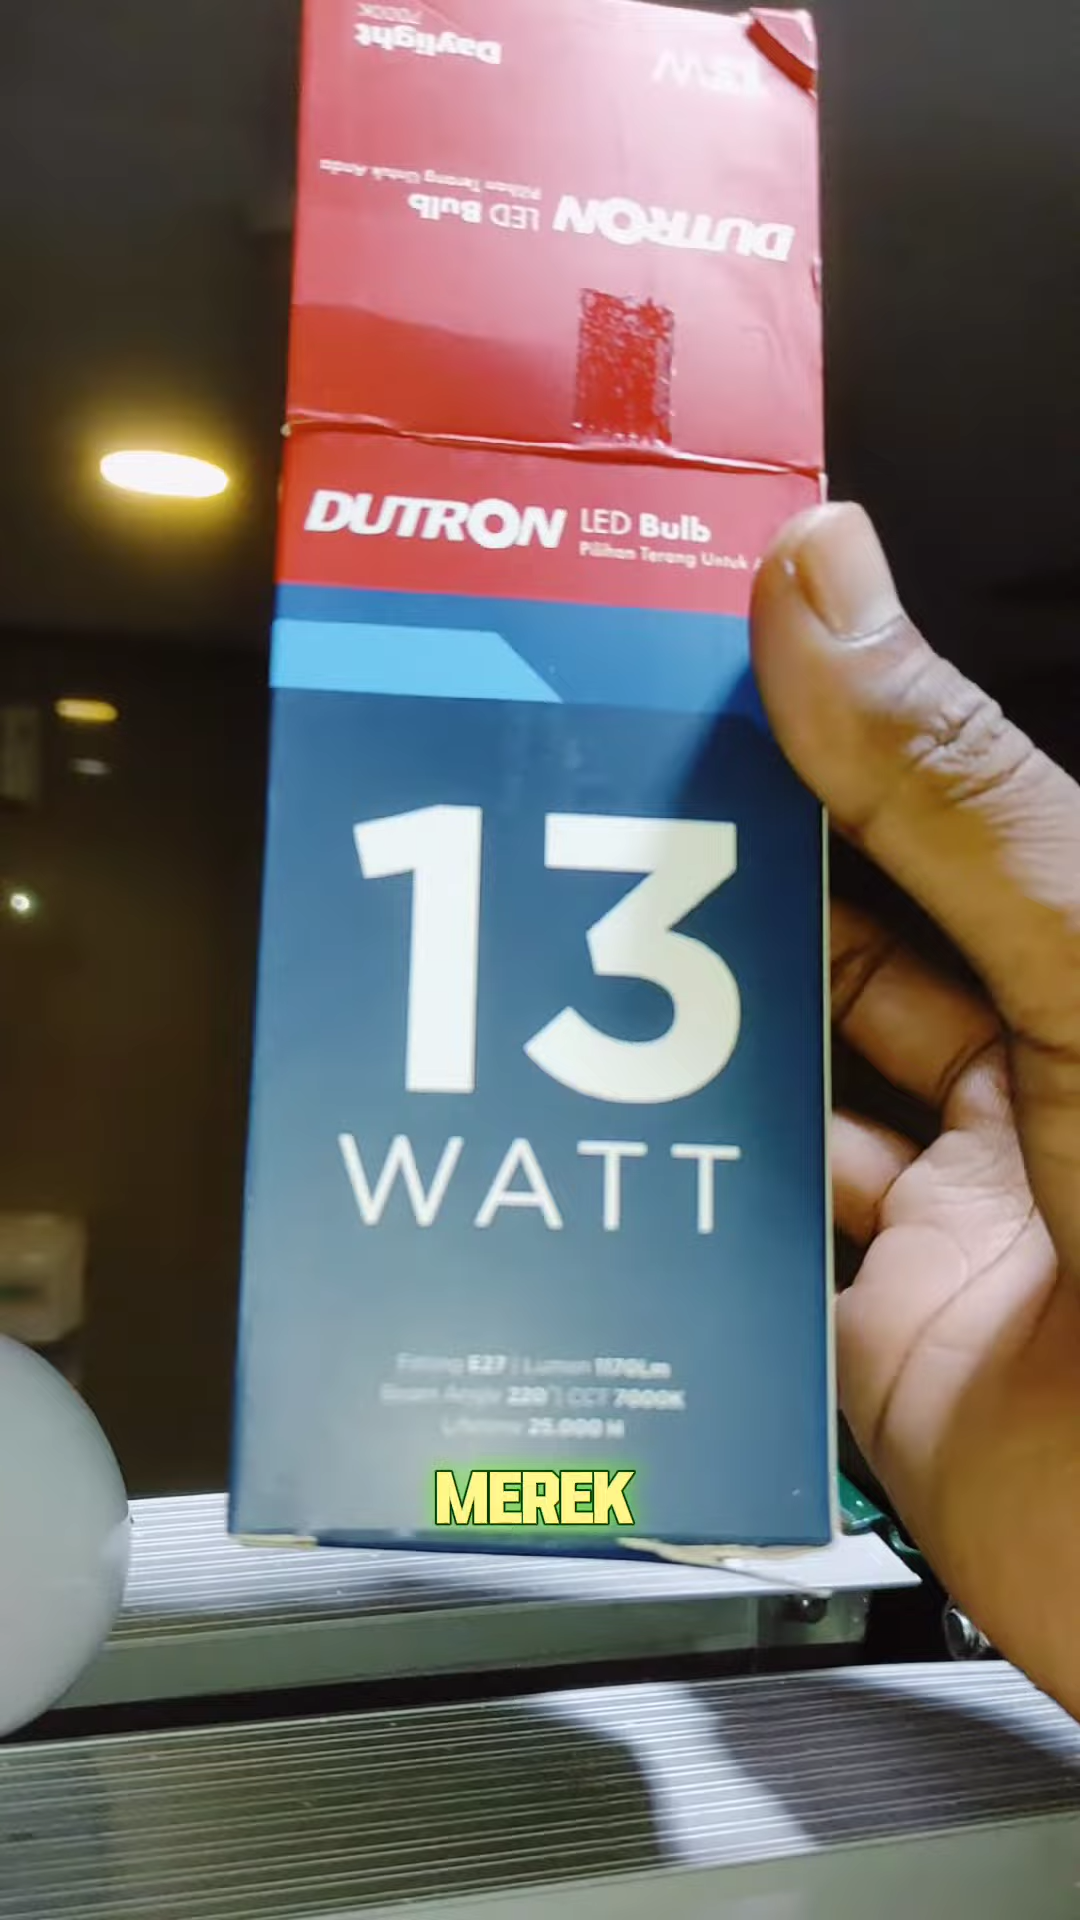 7000K
Daylight
13W
Pilihan Terang Untuk Anda
DUTRON LED Bulb
DUTRON LED Bulb
Pilihan Terang Untuk
13
WATT
Fitting E27 | Lumen 1170Lm
Beam Angle 220° | CCT 7000K
Lifetime 25.000 H
MEREK